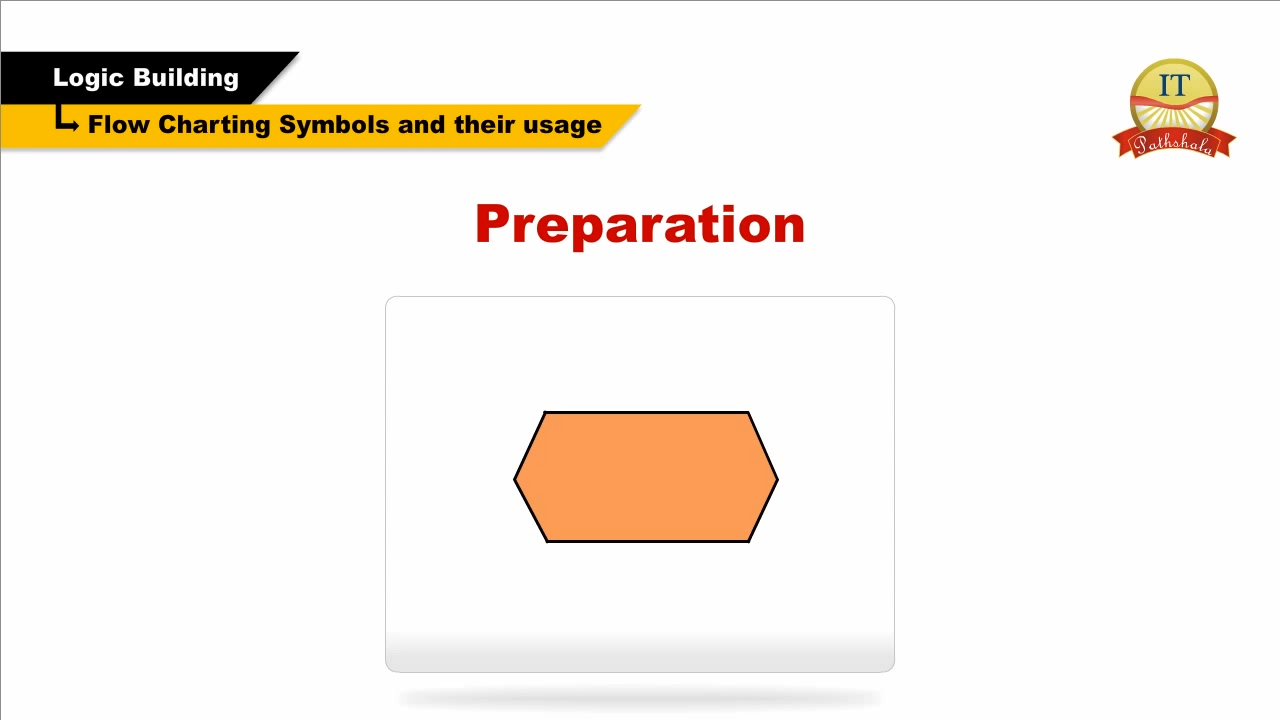 Logic Building
Flow Charting Symbols and their usage
IT
Pathshala
Preparation